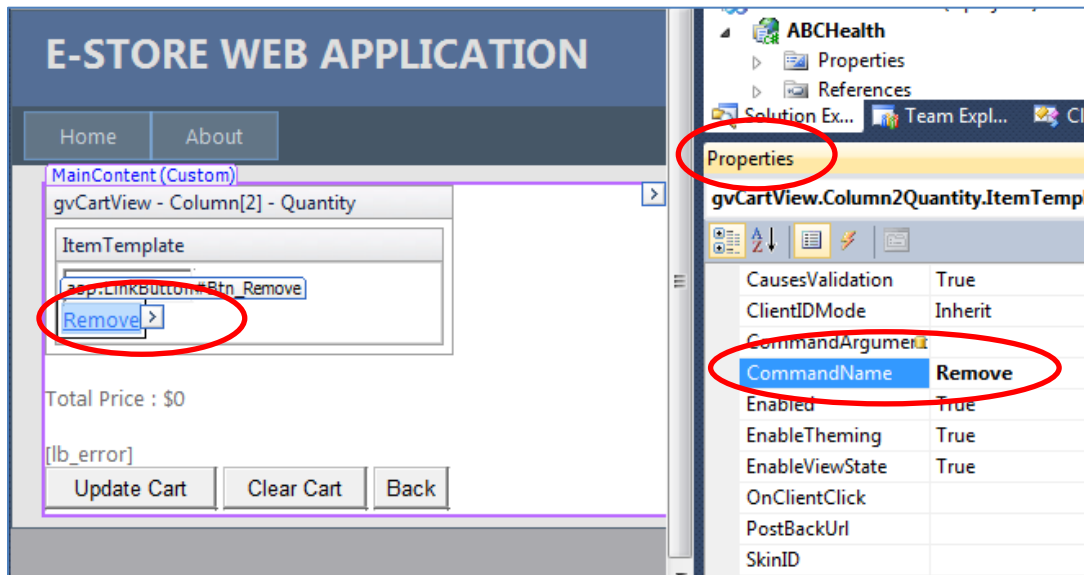 E-STORE WEB APPLICATION
Home About
MainContent (Custom)
gvCartView - Column[2] - Quantity
ItemTemplate
asp:LinkButton#Btn_Remove
Remove
Total Price : $0
[lb_error]
Update Cart Clear Cart Back
ABCHealth
Properties
References
Solution Ex... Team Expl... Cl
Properties
gvCartView.Column2Quantity.ItemTempl
CausesValidation True
ClientIDMode Inherit
CommandArgument
CommandName Remove
Enabled True
EnableTheming True
EnableViewState True
OnClientClick
PostBackUrl
SkinID